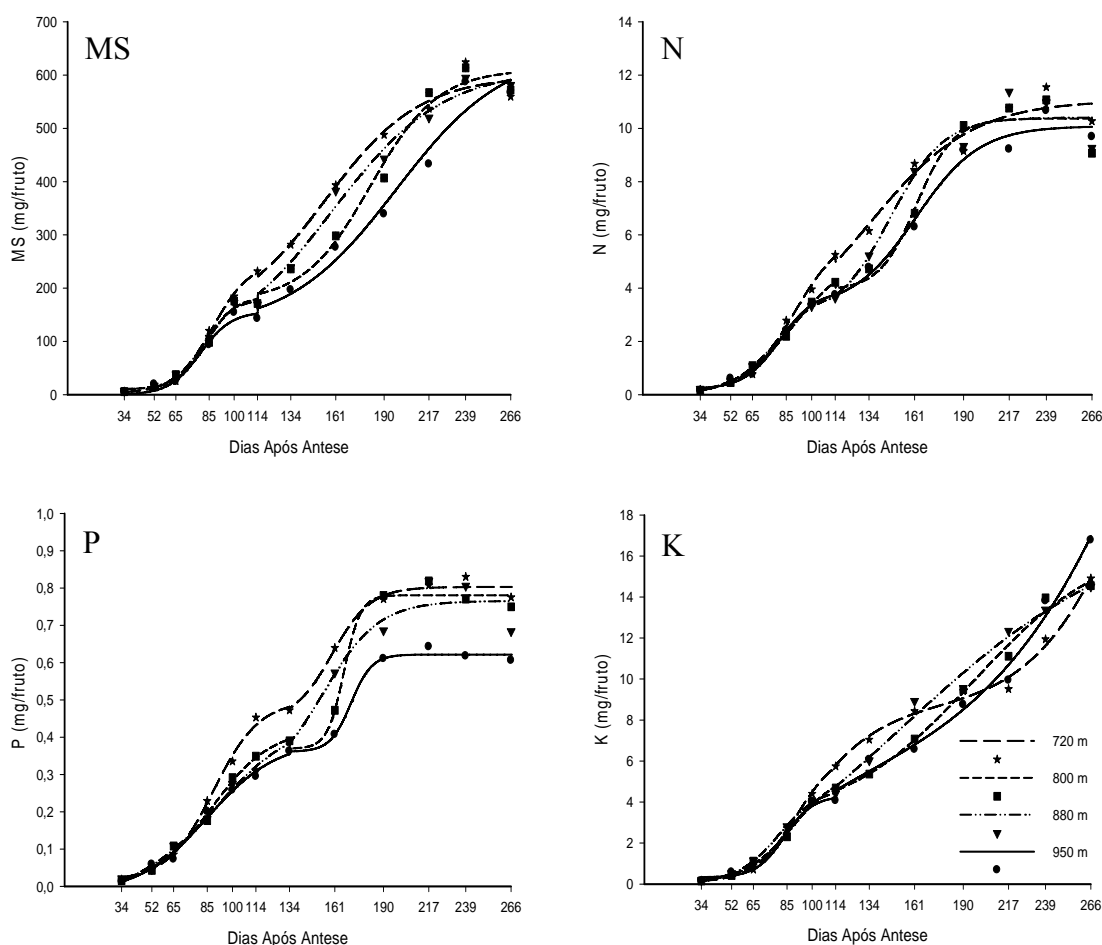 MS
700
600
500
400
300
200
100
0
MS (mg/fruto)
34 52 65 85 100 114 134 161 190 217 239 266
Dias Após Antese
N
14
12
10
8
6
4
2
0
N (mg/fruto)
34 52 65 85 100 114 134 161 190 217 239 266
Dias Após Antese
P
1,0
0,9
0,8
0,7
0,6
0,5
0,4
0,3
0,2
0,1
0,0
P (mg/fruto)
34 52 65 85 100 114 134 161 190 217 239 266
Dias Após Antese
K
18
16
14
12
10
8
6
4
2
0
K (mg/fruto)
34 52 65 85 100 114 134 161 190 217 239 266
Dias Após Antese
720 m
800 m
880 m
950 m